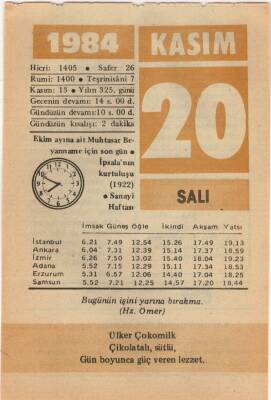 1984
KASIM
Hicri: 1405 • Safer 26
Rumi: 1400 • Teşrinisâni 7
Kasım: 13 • Yılın 325. günü
Gecenin devamı: 14 s. 00 d.
Gündüzün devamı: 10 s. 00 d.
Gündüzün kısalışı: 2 dakika
20
SALI
Ekim ayına ait Muhtasar Be-
yanname için son gün •
İpsala'nın
kurtuluşu
(1922)
• Sanayi
Haftası
İmsak Güneş Öğle İkindi Akşam Yatsı
İstanbul 6,21 7,49 12,54 15,26 17,49 19,13
Ankara 6,04 7,31 12,39 15,14 17,37 18,59
İzmir 6,26 7,50 13,02 15,40 18,04 19,23
Adana 5,52 7,15 12,29 15,11 17,34 18,53
Erzurum 5,31 6,57 12,06 14,40 17,04 18,25
Samsun 5,52 7,21 12,25 14,57 17,20 18,44
Bugünün işini yarına bırakma.
(Hz. Ömer)
Ülker Çokomilk
Çikolatalı, sütlü,
Gün boyunca güç veren lezzet.